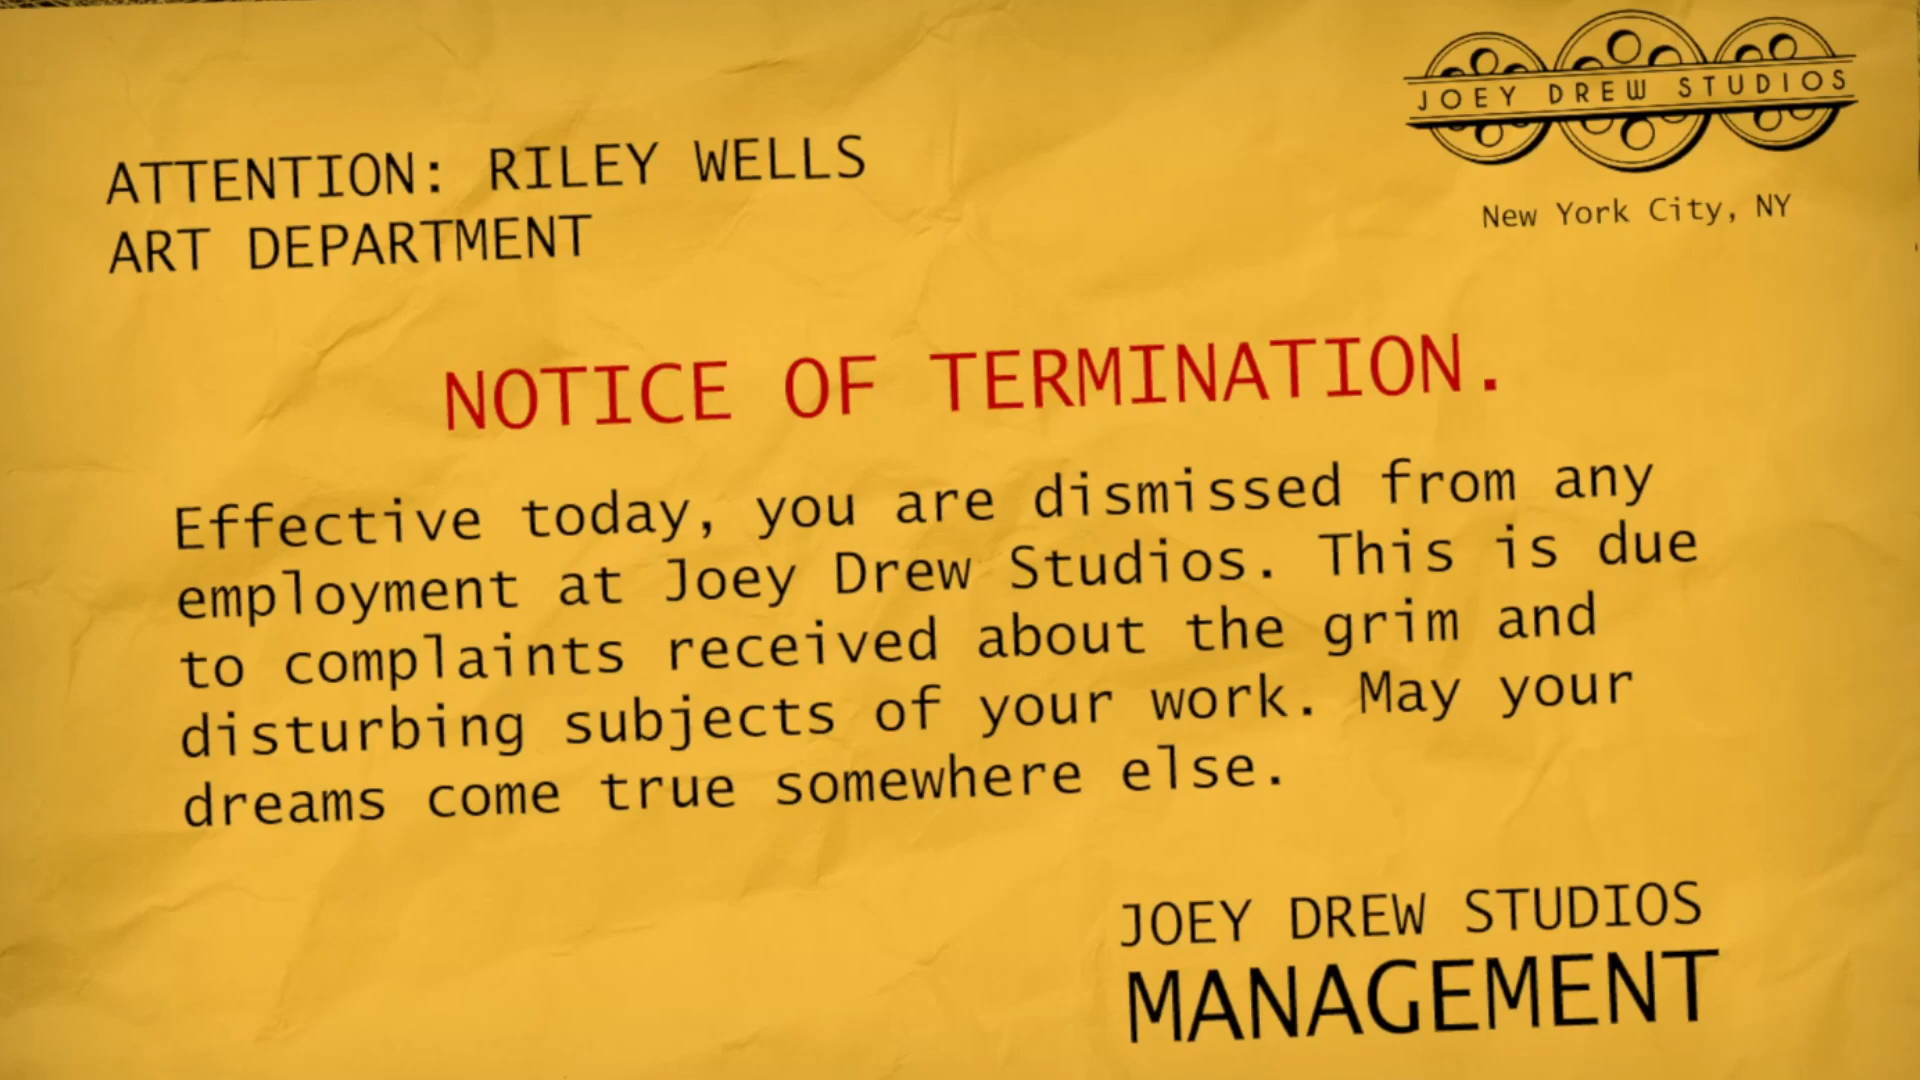 JOEY DREW STUDIOS
New York City, NY
ATTENTION: RILEY WELLS
ART DEPARTMENT
NOTICE OF TERMINATION.
Effective today, you are dismissed from any
employment at Joey Drew Studios. This is due
to complaints received about the grim and
disturbing subjects of your work. May your
dreams come true somewhere else.
JOEY DREW STUDIOS
MANAGEMENT